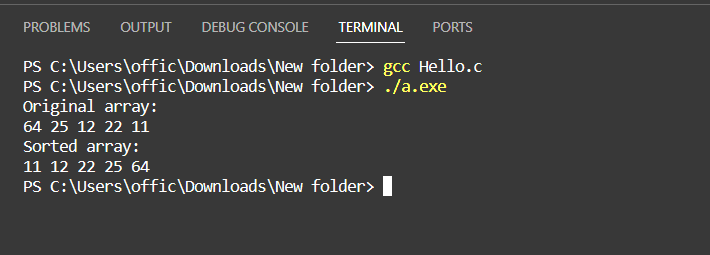 PROBLEMS OUTPUT DEBUG CONSOLE TERMINAL PORTS
PS C:\Users\offic\Downloads\New folder> gcc Hello.c
PS C:\Users\offic\Downloads\New folder> ./a.exe
Original array:
64 25 12 22 11
Sorted array:
11 12 22 25 64
PS C:\Users\offic\Downloads\New folder>